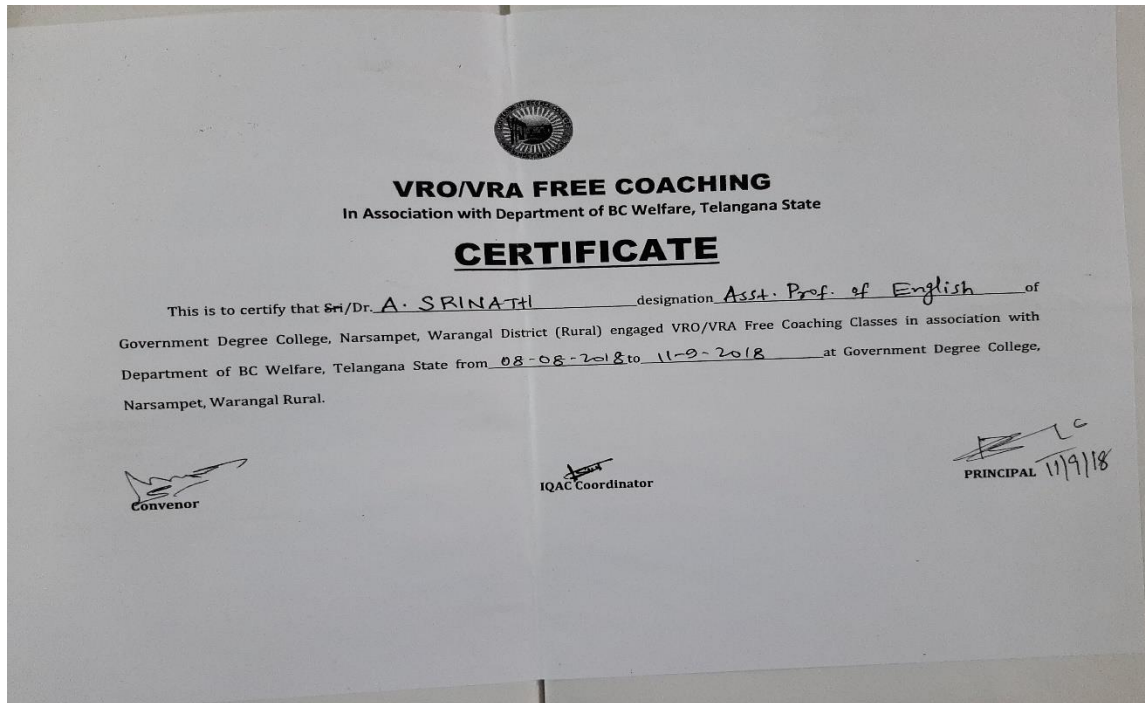 VRO/VRA FREE COACHING
In Association with Department of BC Welfare, Telangana State
CERTIFICATE
This is to certify that Sri/Dr. A. SRINATH designation Asst. Prof. of English of
Government Degree College, Narsampet, Warangal District (Rural) engaged VRO/VRA Free Coaching Classes in association with
Department of BC Welfare, Telangana State from 08-08-2018 to 11-9-2018 at Government Degree College,
Narsampet, Warangal Rural.
Convenor
IQAC Coordinator
PRINCIPAL 11/9/18